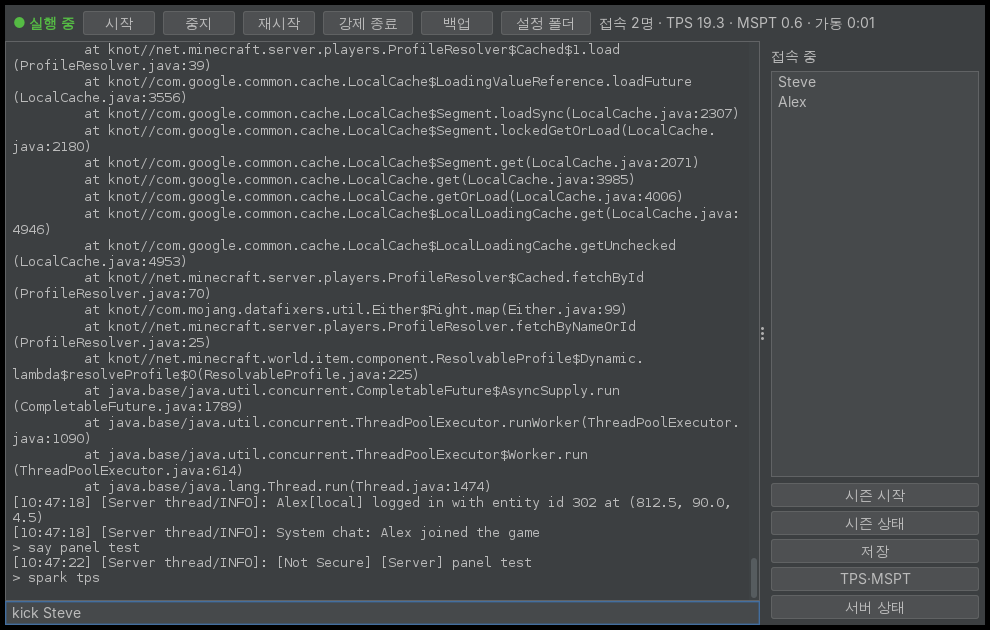 실행 중 시작 중지 재시작 강제 종료 백업 설정 폴더 접속 2명 · TPS 19.3 · MSPT 0.6 · 가동 0:01
at knot//net.minecraft.server.players.ProfileResolver$Cached$1.load
(ProfileResolver.java:39)
at knot//com.google.common.cache.LocalCache$LoadingValueReference.loadFuture
(LocalCache.java:3556)
at knot//com.google.common.cache.LocalCache$Segment.loadSync(LocalCache.java:2307)
at knot//com.google.common.cache.LocalCache$Segment.lockedGetOrLoad(LocalCache.
java:2180)
at knot//com.google.common.cache.LocalCache$Segment.get(LocalCache.java:2071)
at knot//com.google.common.cache.LocalCache.get(LocalCache.java:3985)
at knot//com.google.common.cache.LocalCache.getOrLoad(LocalCache.java:4006)
at knot//com.google.common.cache.LocalCache$LocalLoadingCache.get(LocalCache.java:
4946)
at knot//com.google.common.cache.LocalCache$LocalLoadingCache.getUnchecked
(LocalCache.java:4953)
at knot//net.minecraft.server.players.ProfileResolver$Cached.fetchById
(ProfileResolver.java:70)
at knot//com.mojang.datafixers.util.Either$Right.map(Either.java:99)
at knot//net.minecraft.server.players.ProfileResolver.fetchByNameOrId
(ProfileResolver.java:25)
at knot//net.minecraft.world.item.component.ResolvableProfile$Dynamic.
lambda$resolveProfile$0(ResolvableProfile.java:225)
at java.base/java.util.concurrent.CompletableFuture$AsyncSupply.run
(CompletableFuture.java:1789)
at java.base/java.util.concurrent.ThreadPoolExecutor.runWorker(ThreadPoolExecutor.
java:1090)
at java.base/java.util.concurrent.ThreadPoolExecutor$Worker.run
(ThreadPoolExecutor.java:614)
at java.base/java.lang.Thread.run(Thread.java:1474)
[10:47:18] [Server thread/INFO]: Alex[local] logged in with entity id 302 at (812.5, 90.0,
4.5)
[10:47:18] [Server thread/INFO]: System chat: Alex joined the game
> say panel test
[10:47:22] [Server thread/INFO]: [Not Secure] [Server] panel test
> spark tps
kick Steve
접속 중
Steve
Alex
시즌 시작
시즌 상태
저장
TPS·MSPT
서버 상태